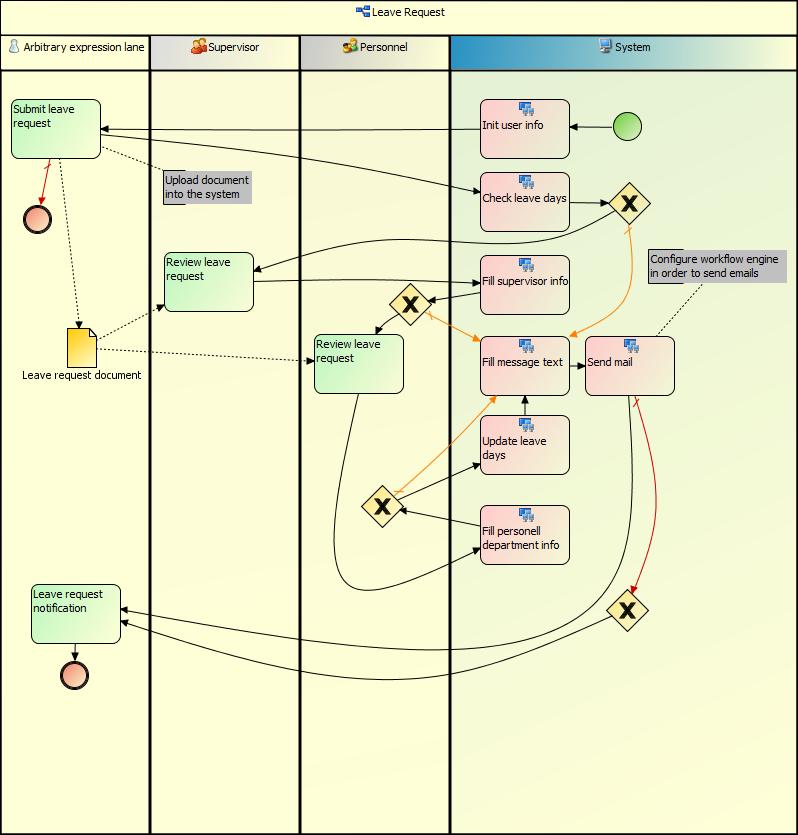 Leave Request
Arbitrary expression lane
Supervisor
Personnel
System
Submit leave
request
Init user info
Upload document
into the system
Check leave days
X
Configure workflow engine
in order to send emails
Review leave
request
Fill supervisor info
X
Review leave
request
Fill message text
Send mail
Leave request document
Update leave
days
X
Fill personell
department info
Leave request
notification
X